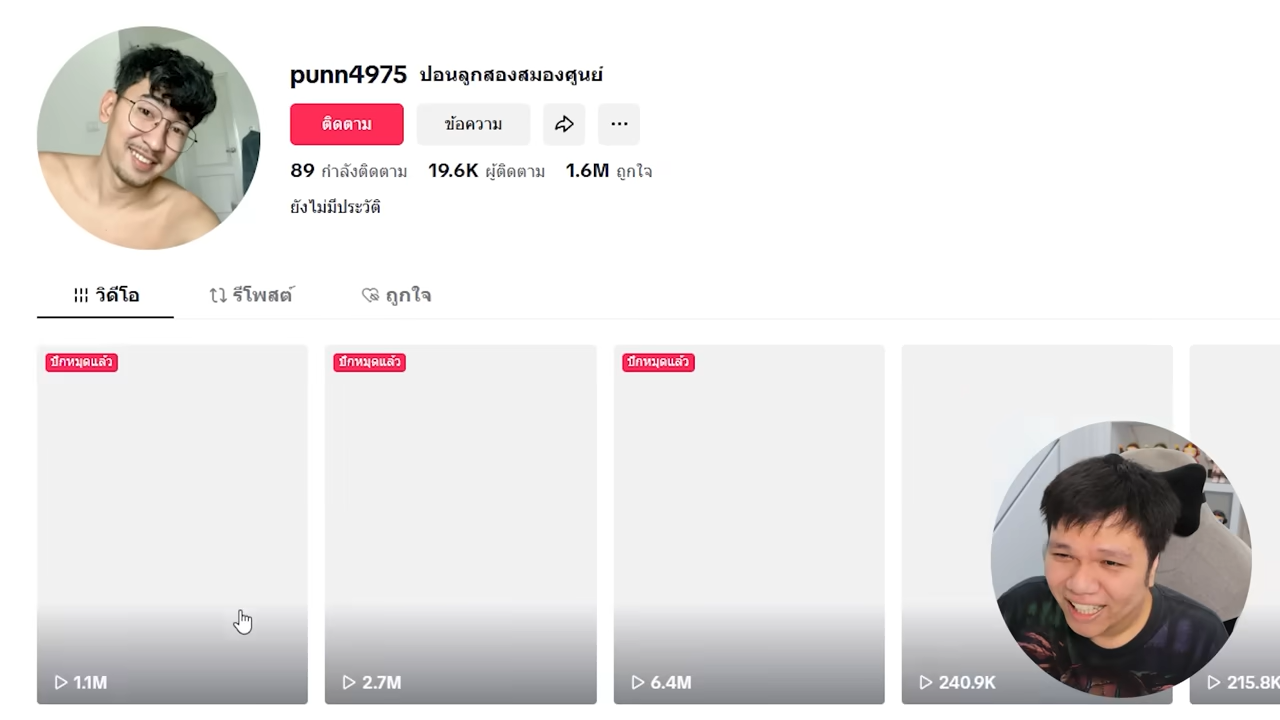 punn4975 ปอนลูกสองสมองศูนย์
ติดตาม ข้อความ
89 กำลังติดตาม 19.6K ผู้ติดตาม 1.6M ถูกใจ
ยังไม่มีประวัติ
วิดีโอ รีโพสต์ ถูกใจ
ปักหมุดแล้ว ปักหมุดแล้ว ปักหมุดแล้ว
1.1M 2.7M 6.4M 240.9K 215.8K